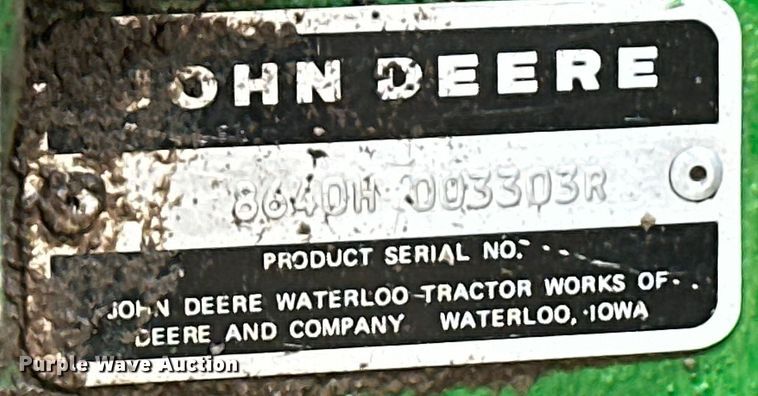 JOHN DEERE
8640H 003303R
PRODUCT SERIAL NO.
JOHN DEERE WATERLOO TRACTOR WORKS OF
DEERE AND COMPANY WATERLOO, IOWA
Purple Wave Auction